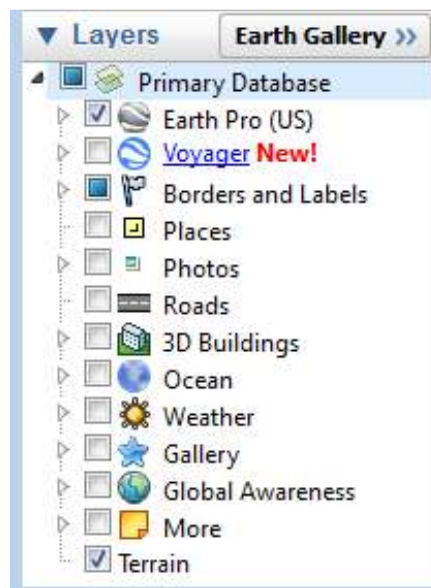 Layers Earth Gallery >>
Primary Database
Earth Pro (US)
Voyager New!
Borders and Labels
Places
Photos
Roads
3D Buildings
Ocean
Weather
Gallery
Global Awareness
More
Terrain